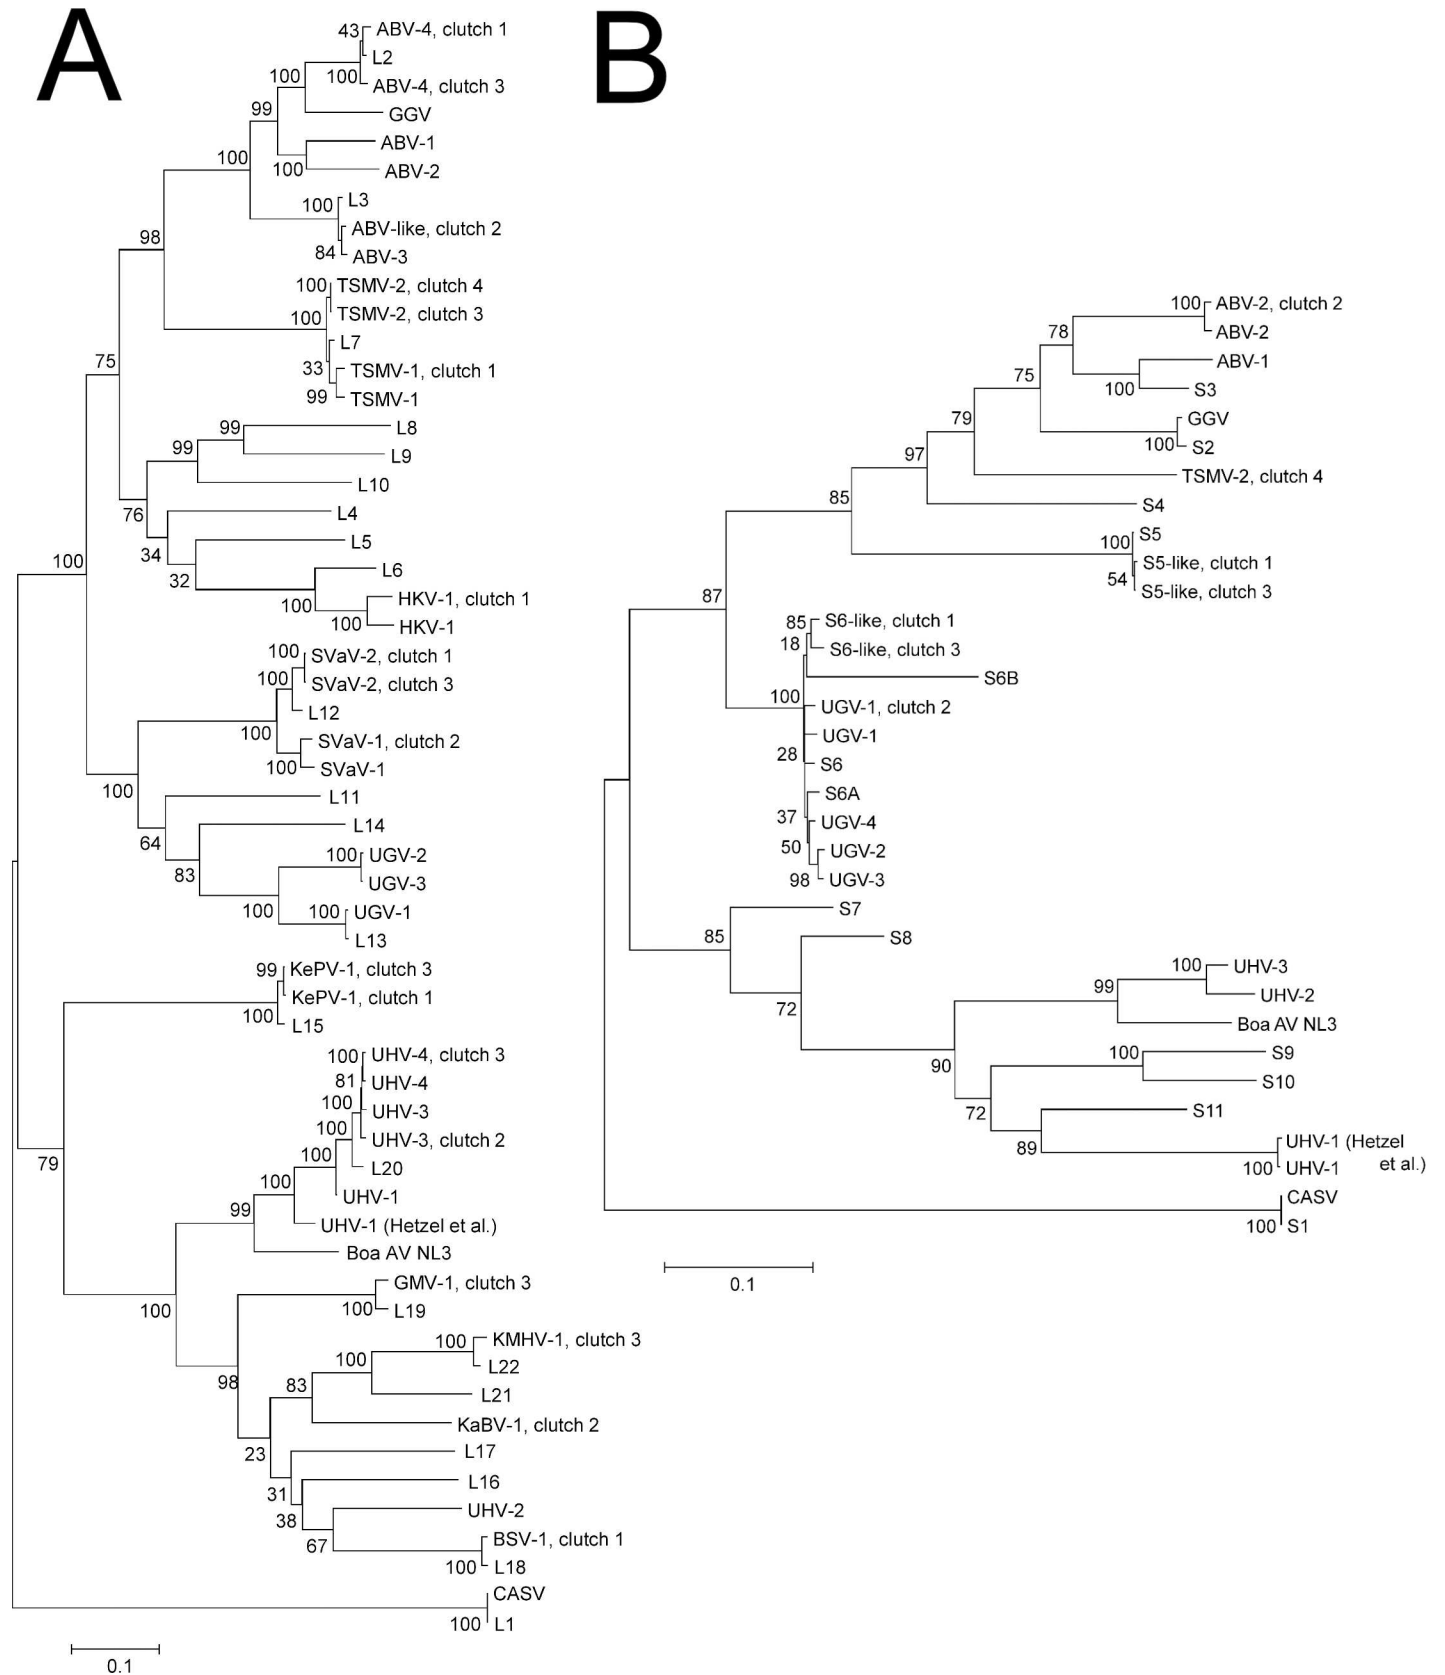 A
43
ABV-4, clutch 1
L2
100
100
ABV-4, clutch 3
99
GGV
ABV-1
100
100
ABV-2
100
L3
ABV-like, clutch 2
98
84
ABV-3
100
TSMV-2, clutch 4
100
TSMV-2, clutch 3
L7
75
33
TSMV-1, clutch 1
99
TSMV-1
99
L8
99
L9
L10
76
L4
34
L5
100
32
L6
100
HKV-1, clutch 1
100
HKV-1
100
SVaV-2, clutch 1
100
SVaV-2, clutch 3
L12
100
SVaV-1, clutch 2
100
SVaV-1
100
L11
64
L14
100
UGV-2
83
UGV-3
100
100
UGV-1
L13
99
KePV-1, clutch 3
KePV-1, clutch 1
100
L15
100
UHV-4, clutch 3
81
UHV-4
100
UHV-3
100
UHV-3, clutch 2
79
100
L20
100
UHV-1
99
UHV-1 (Hetzel et al.)
Boa AV NL3
GMV-1, clutch 3
100
100
L19
100
KMHV-1, clutch 3
100
L22
98
83
L21
KaBV-1, clutch 2
23
L17
31
L16
38
UHV-2
67
BSV-1, clutch 1
100
L18
CASV
100
L1
0.1
B
100
ABV-2, clutch 2
78
ABV-2
75
ABV-1
100
S3
79
GGV
100
S2
97
TSMV-2, clutch 4
85
S4
S5
100
S5-like, clutch 1
54
S5-like, clutch 3
87
85
S6-like, clutch 1
18
S6-like, clutch 3
S6B
100
UGV-1, clutch 2
UGV-1
28
S6
S6A
37
UGV-4
50
UGV-2
98
UGV-3
S7
85
S8
100
UHV-3
99
UHV-2
72
Boa AV NL3
100
S9
90
S10
72
S11
89
UHV-1 (Hetzel
et al.)
100
UHV-1
CASV
100
S1
0.1